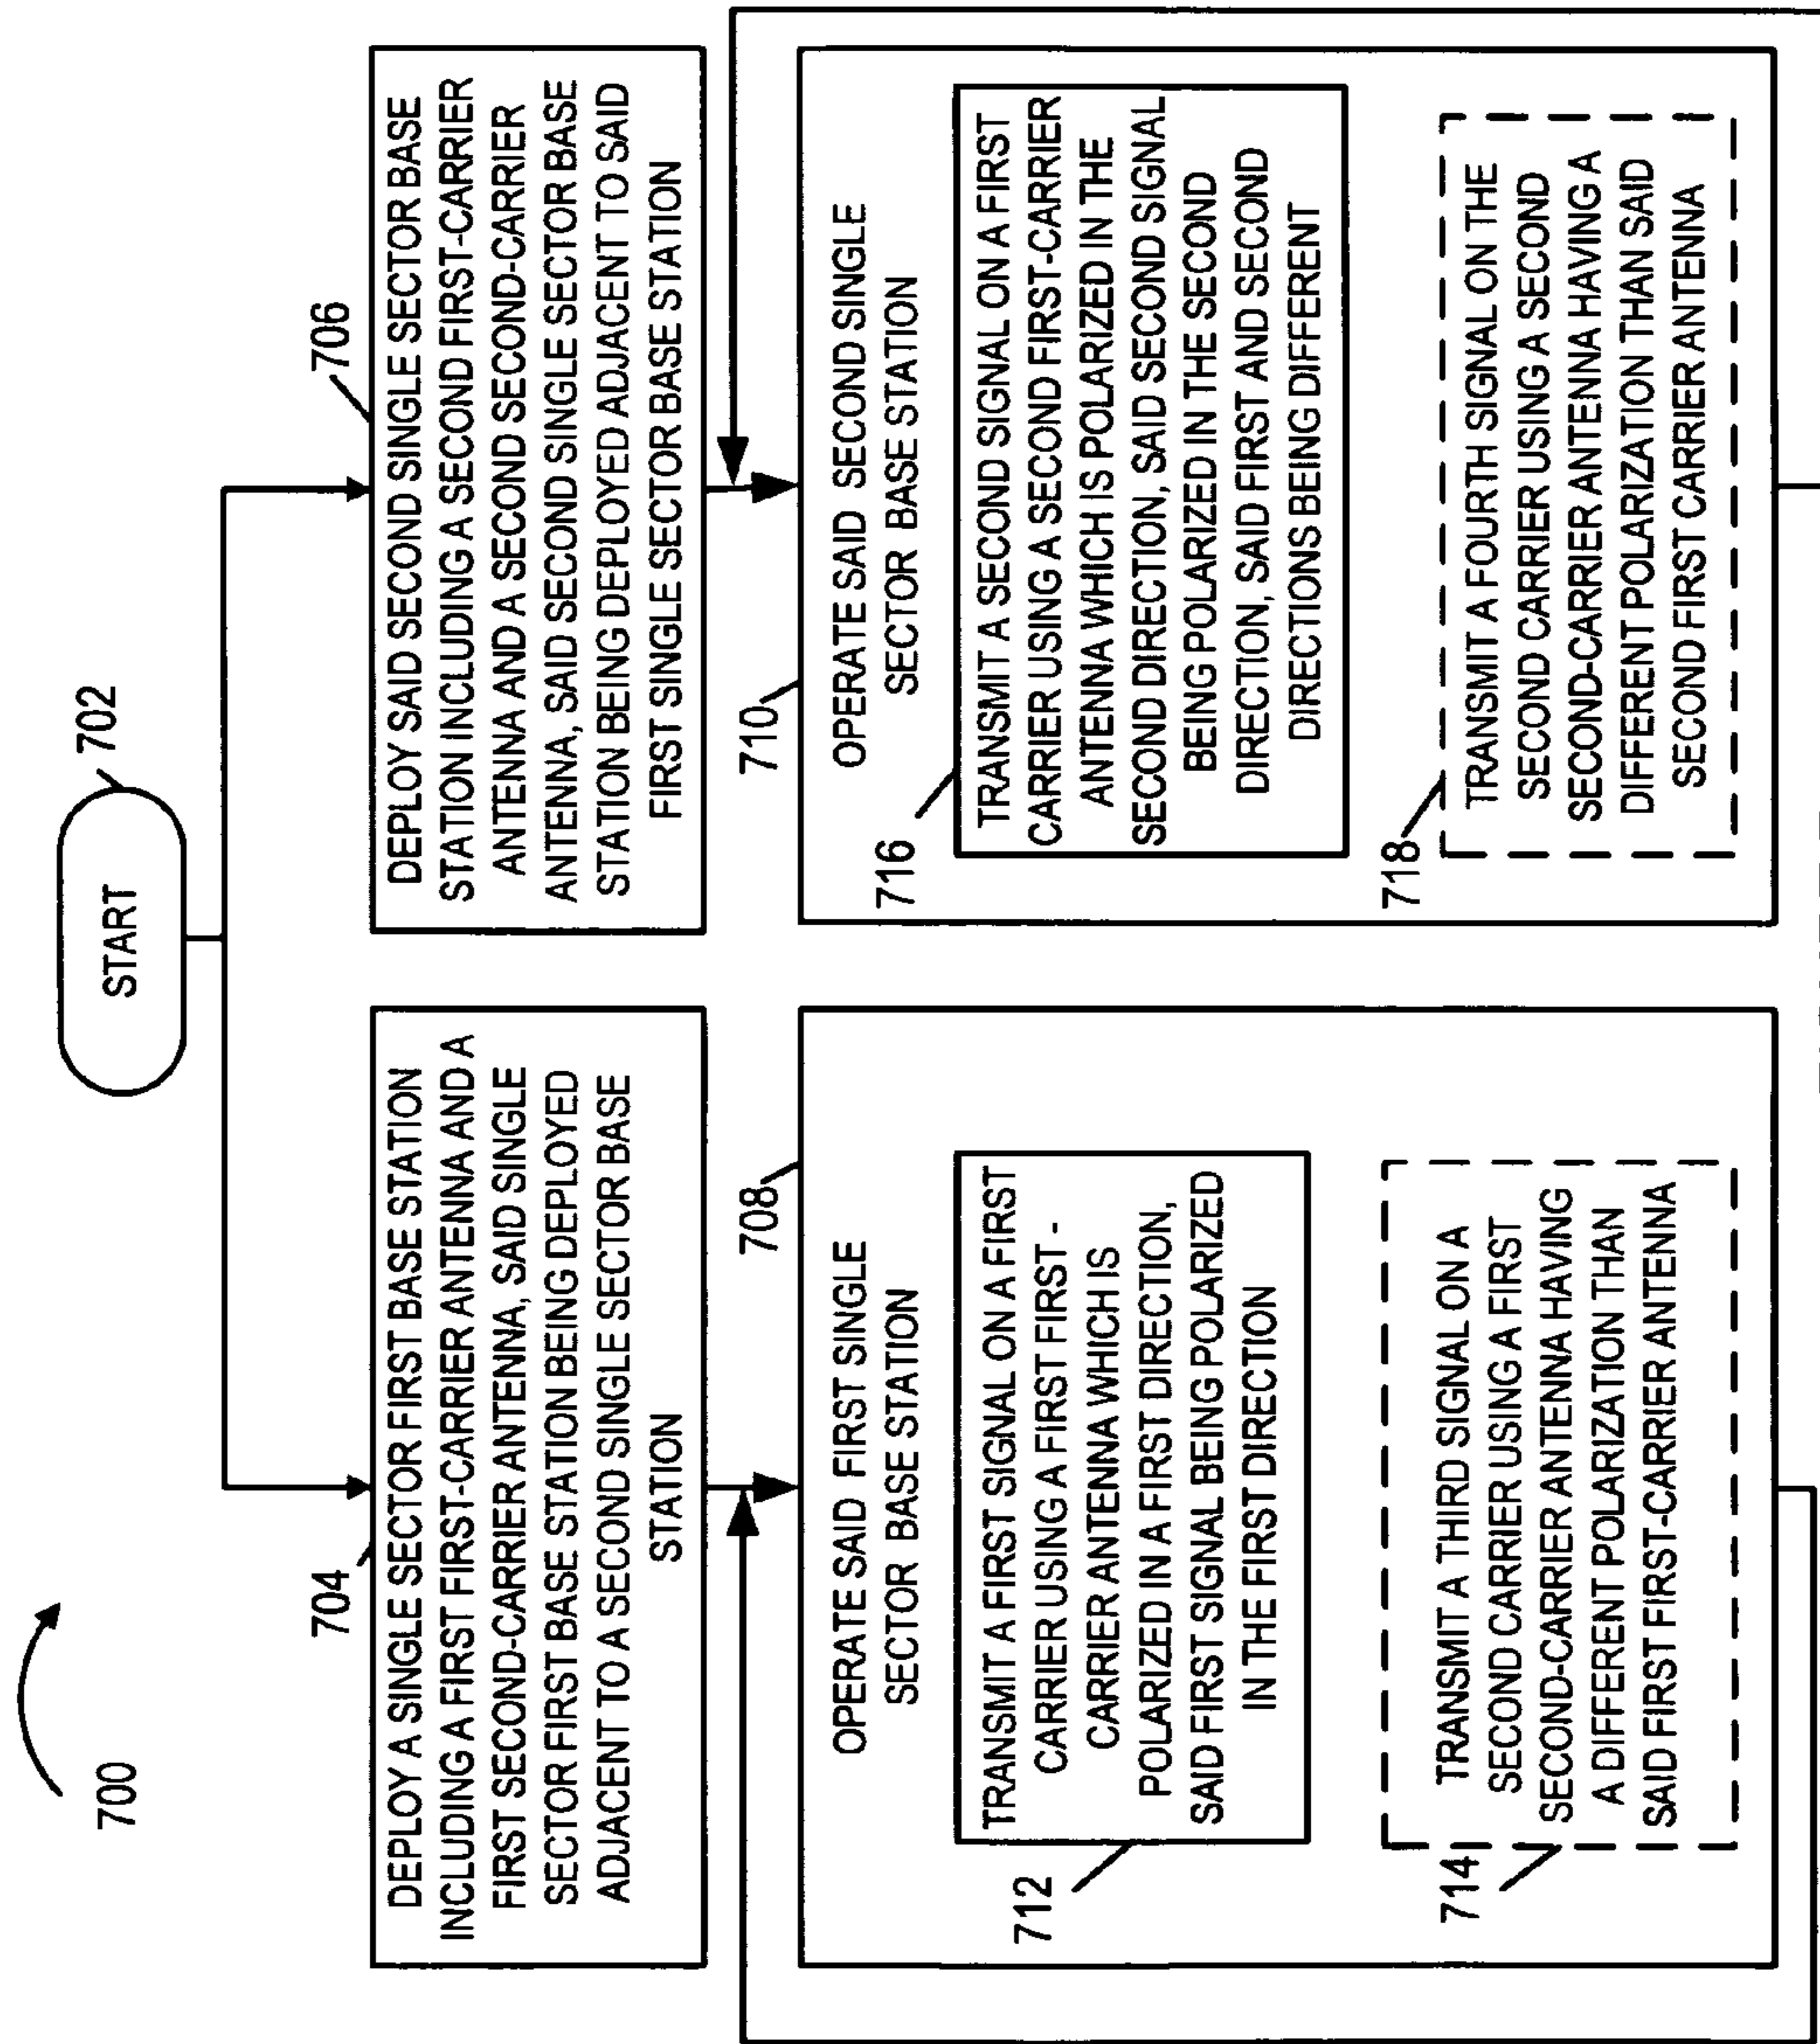 700
START
702
704
DEPLOY A SINGLE SECTOR FIRST BASE STATION
INCLUDING A FIRST FIRST-CARRIER ANTENNA AND A
FIRST SECOND-CARRIER ANTENNA, SAID SINGLE
SECTOR FIRST BASE STATION BEING DEPLOYED
ADJACENT TO A SECOND SINGLE SECTOR BASE
STATION
706
DEPLOY SAID SECOND SINGLE SECTOR BASE
STATION INCLUDING A SECOND FIRST-CARRIER
ANTENNA AND A SECOND SECOND-CARRIER
ANTENNA, SAID SECOND SINGLE SECTOR BASE
STATION BEING DEPLOYED ADJACENT TO SAID
FIRST SINGLE SECTOR BASE STATION
708
OPERATE SAID FIRST SINGLE
SECTOR BASE STATION
712
TRANSMIT A FIRST SIGNAL ON A FIRST
CARRIER USING A FIRST FIRST -
CARRIER ANTENNA WHICH IS
POLARIZED IN A FIRST DIRECTION,
SAID FIRST SIGNAL BEING POLARIZED
IN THE FIRST DIRECTION
714
TRANSMIT A THIRD SIGNAL ON A
SECOND CARRIER USING A FIRST
SECOND-CARRIER ANTENNA HAVING
A DIFFERENT POLARIZATION THAN
SAID FIRST FIRST-CARRIER ANTENNA
710
OPERATE SAID SECOND SINGLE
SECTOR BASE STATION
716
TRANSMIT A SECOND SIGNAL ON A FIRST
CARRIER USING A SECOND FIRST-CARRIER
ANTENNA WHICH IS POLARIZED IN THE
SECOND DIRECTION, SAID SECOND SIGNAL
BEING POLARIZED IN THE SECOND
DIRECTION, SAID FIRST AND SECOND
DIRECTIONS BEING DIFFERENT
718
TRANSMIT A FOURTH SIGNAL ON THE
SECOND CARRIER USING A SECOND
SECOND-CARRIER ANTENNA HAVING A
DIFFERENT POLARIZATION THAN SAID
SECOND FIRST CARRIER ANTENNA